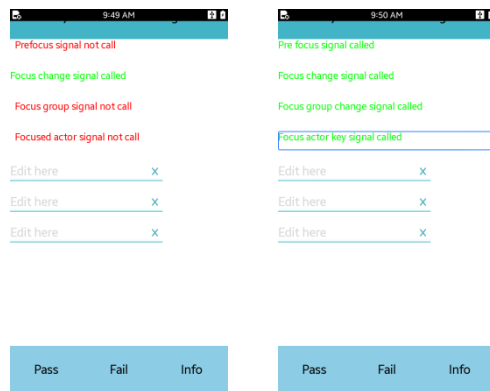 9:49 AM
Prefocus signal not call
Focus change signal called
Focus group signal not call
Focused actor signal not call
Edit here x
Edit here x
Edit here x
Pass Fail Info
9:50 AM
Pre focus signal called
Focus change signal called
Focus group change signal called
Focus actor key signal called
Edit here x
Edit here x
Edit here x
Pass Fail Info